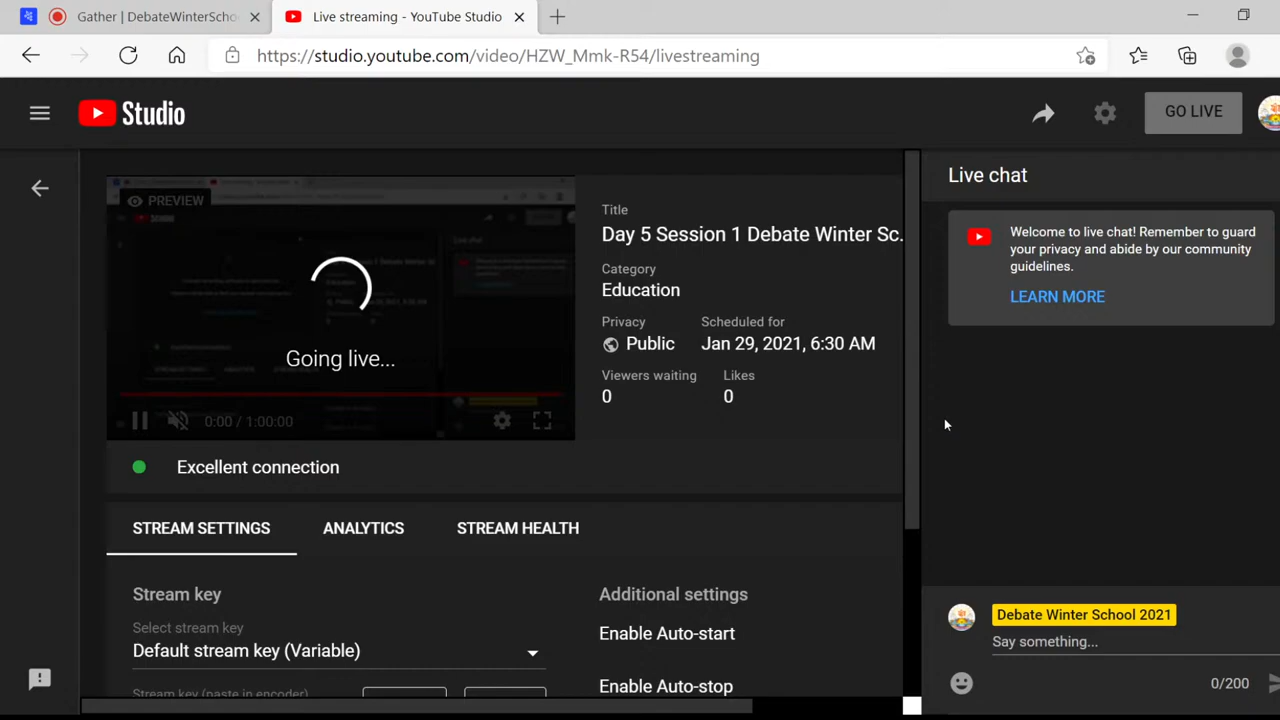 Gather | DebateWinterScho
Live streaming - YouTube Studio
https://studio.youtube.com/video/HZW_Mmk-R54/livestreaming
Studio
GO LIVE
PREVIEW
Going live...
0:00 / 1:00:00
Excellent connection
Title
Day 5 Session 1 Debate Winter Sc.
Category
Education
Privacy
Scheduled for
Public
Jan 29, 2021, 6:30 AM
Viewers waiting
Likes
0
0
STREAM SETTINGS
ANALYTICS
STREAM HEALTH
Stream key
Select stream key
Default stream key (Variable)
Stream key (paste in encoder)
Additional settings
Enable Auto-start
Enable Auto-stop
Live chat
Welcome to live chat! Remember to guard
your privacy and abide by our community
guidelines.
LEARN MORE
Debate Winter School 2021
Say something...
0/200